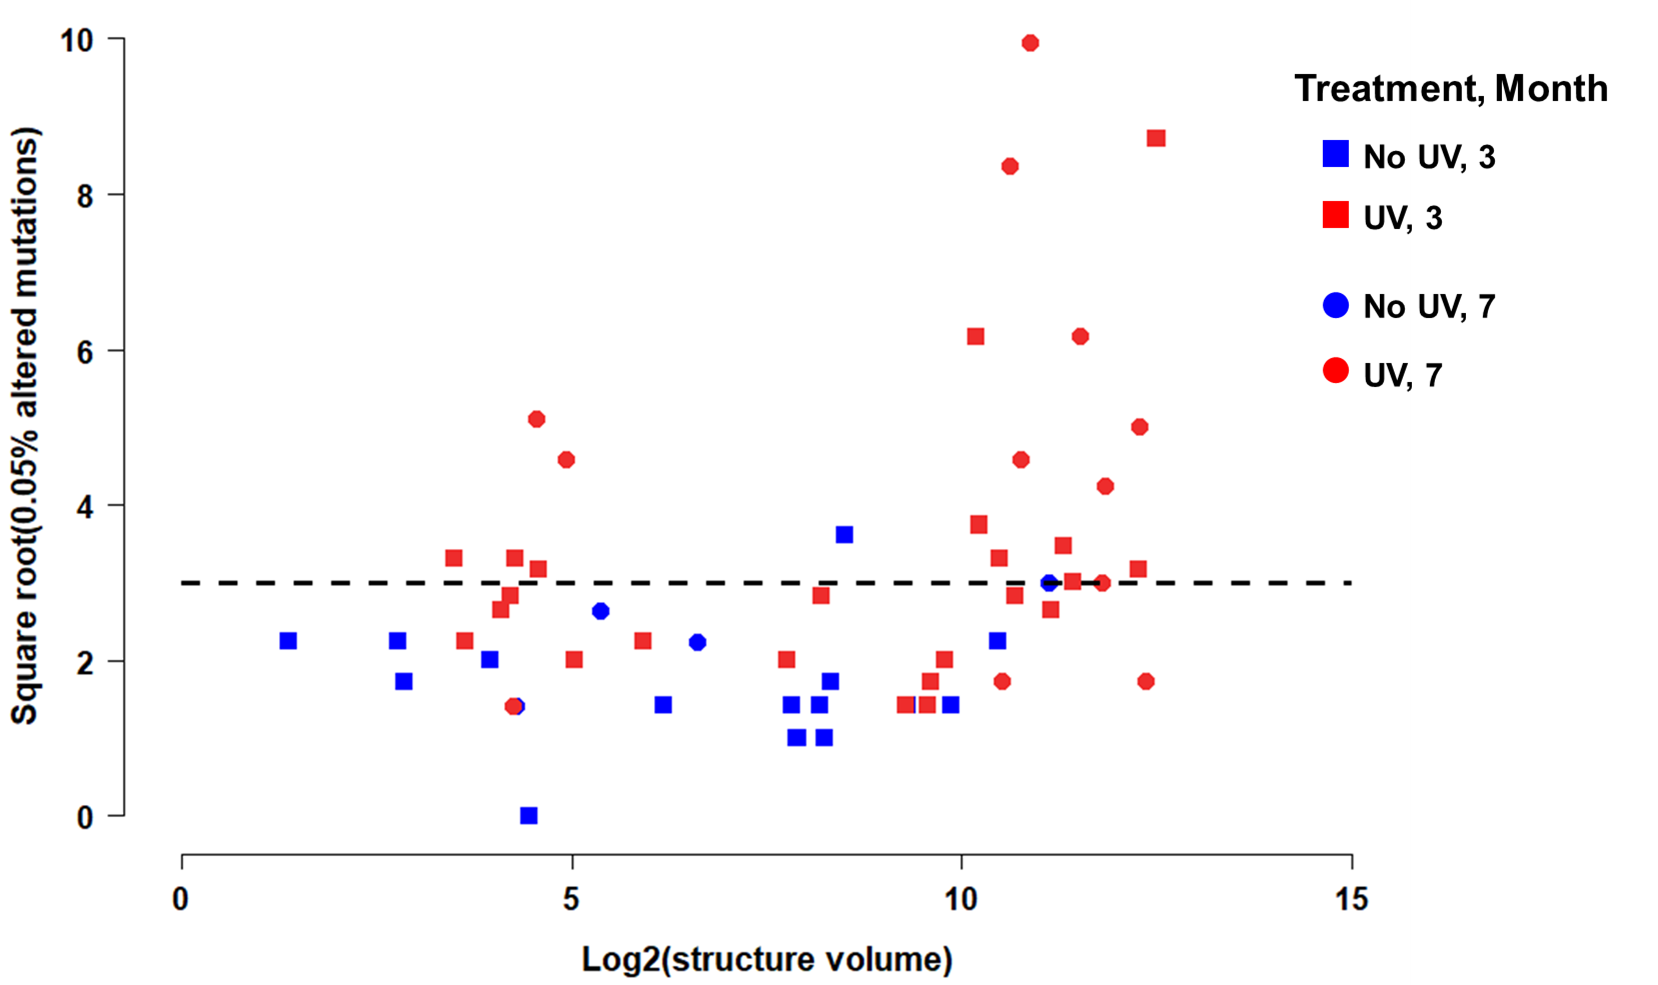 Square root(0.05% altered mutations)
10
8
6
4
2
0
0
5
10
15
Log2(structure volume)
Treatment, Month
No UV, 3
UV, 3
No UV, 7
UV, 7